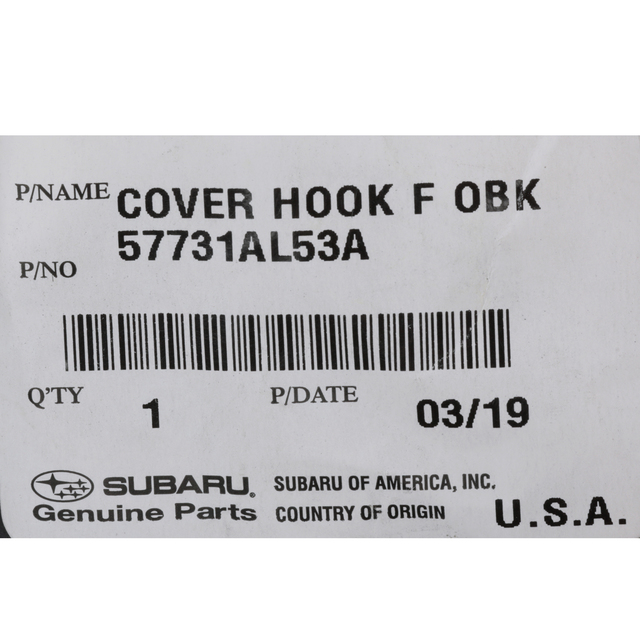 P/NAME COVER HOOK F OBK
P/NO 57731AL53A
Q'TY 1 P/DATE 03/19
SUBARU. SUBARU OF AMERICA, INC.
Genuine Parts COUNTRY OF ORIGIN U.S.A.